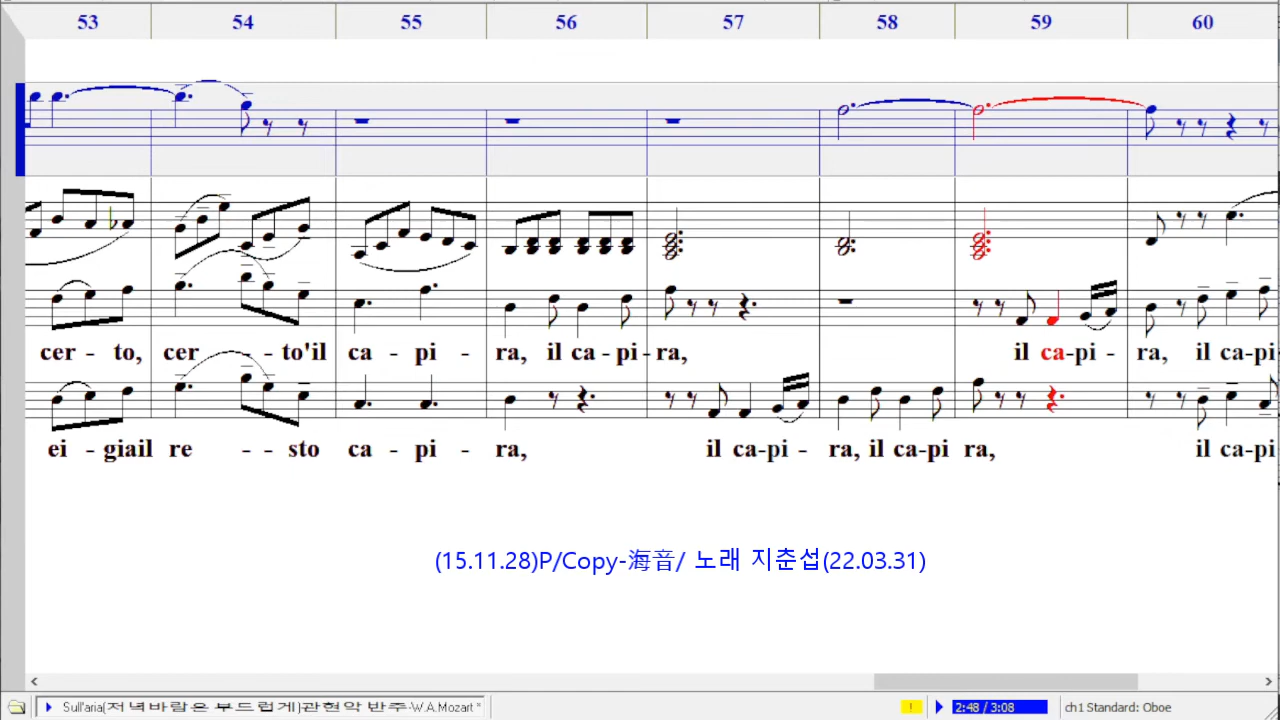 53 54 55 56 57 58 59 60
cer - to, cer - - to'il ca - pi - ra, il ca - pi - ra, il ca-pi - ra, il capi
ei - giail re - - sto ca - pi - ra, il ca-pi - ra, il ca-pi ra, il ca-pi
(15.11.28)P/Copy-海音/ 노래 지춘섭(22.03.31)
Sull'aria(저녁바람은 부드럽게)관현악 반주-W.A.Mozart * ! 2:48 / 3:08 ch1 Standard: Oboe